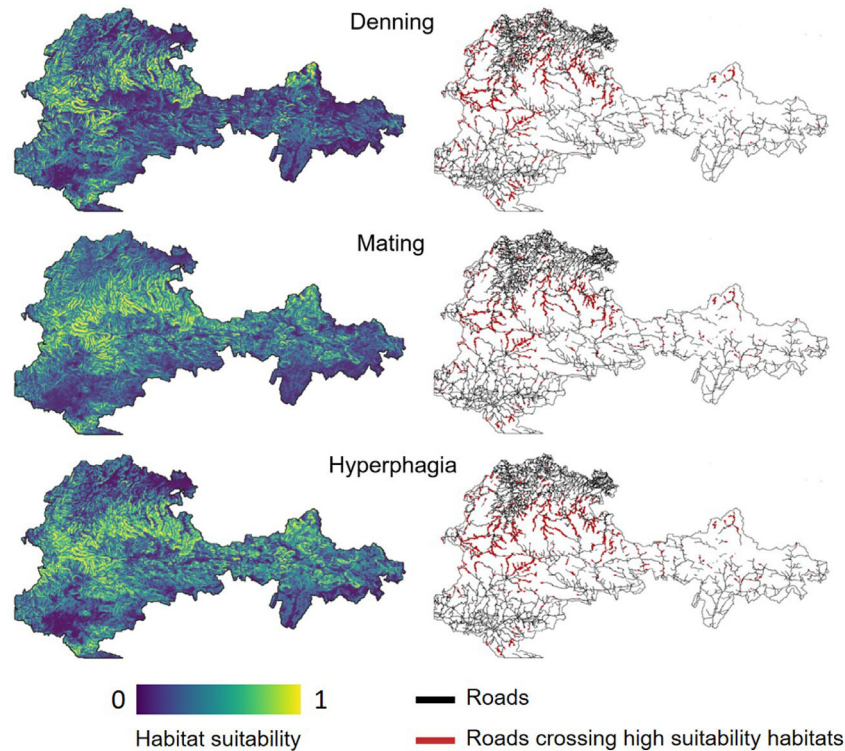 Denning
Mating
Hyperphagia
0 1
Habitat suitability
Roads
Roads crossing high suitability habitats